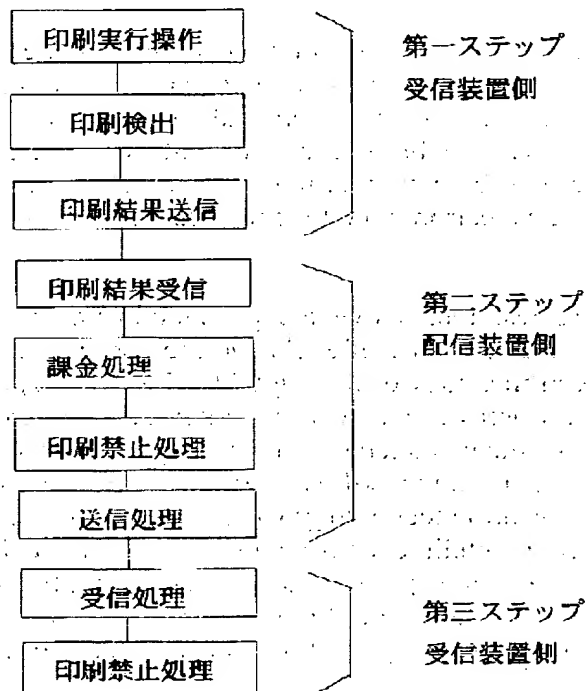 印刷実行操作
印刷検出
印刷結果送信
第一ステップ
受信装置側
印刷結果受信
課金処理
印刷禁止処理
送信処理
第二ステップ
配信装置側
受信処理
印刷禁止処理
第三ステップ
受信装置側